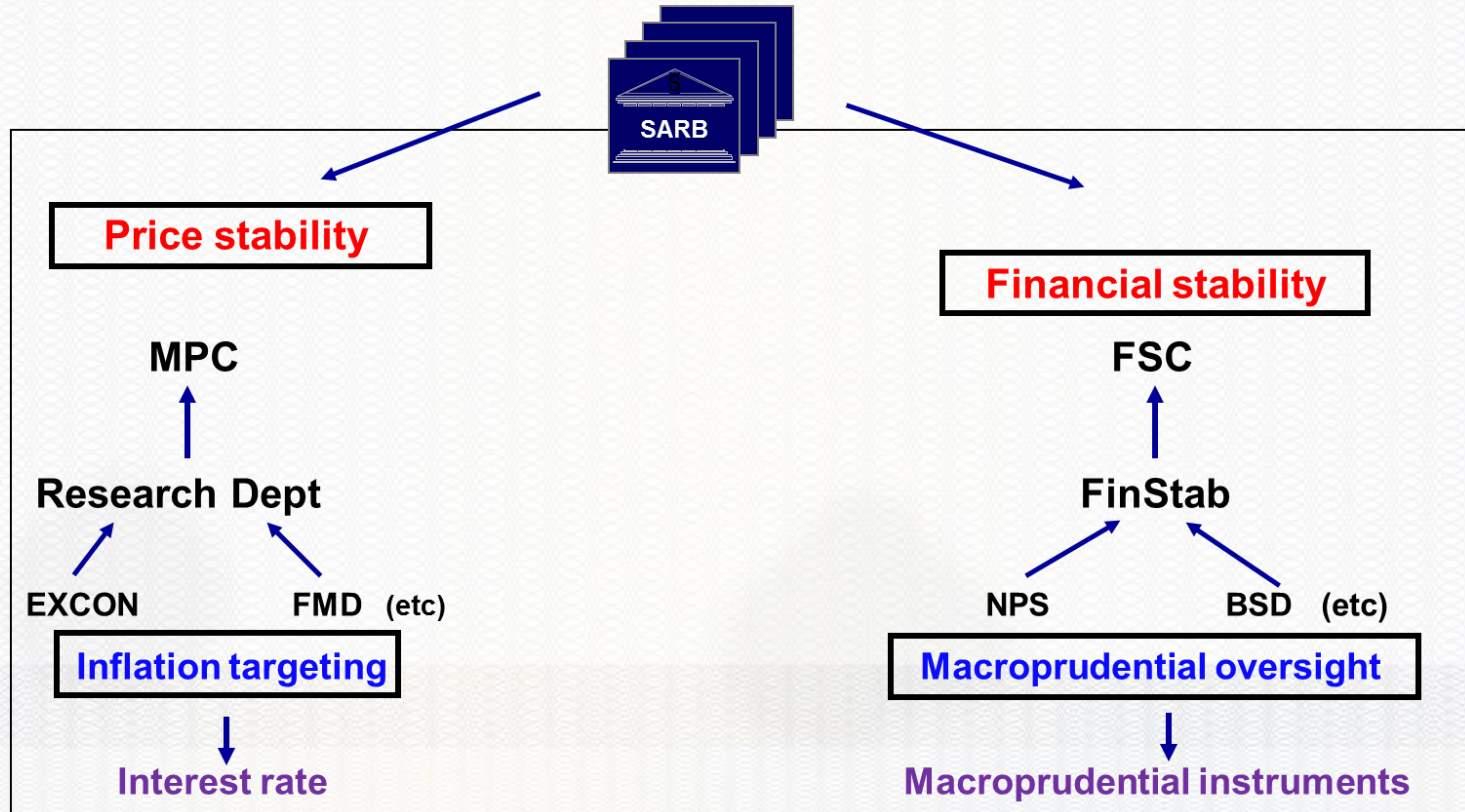 S
SARB
Price stability
Financial stability
MPC
FSC
Research Dept
FinStab
EXCON FMD (etc)
NPS BSD (etc)
Inflation targeting
Macroprudential oversight
Interest rate
Macroprudential instruments